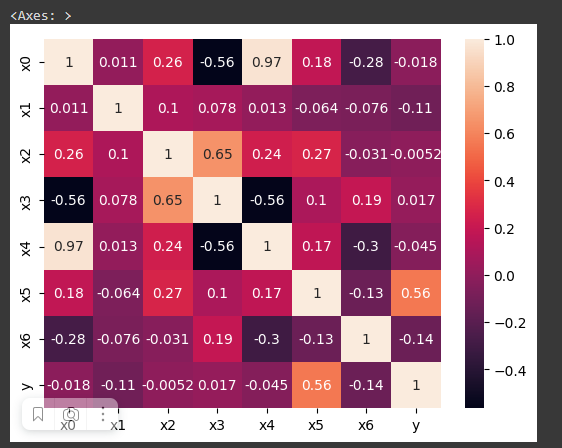 <Axes: >
x0 1 0.011 0.26 -0.56 0.97 0.18 -0.28 -0.018
x1 0.011 1 0.1 0.078 0.013 -0.064 -0.076 -0.11
x2 0.26 0.1 1 0.65 0.24 0.27 -0.031 -0.0052
x3 -0.56 0.078 0.65 1 -0.56 0.1 0.19 0.017
x4 0.97 0.013 0.24 -0.56 1 0.17 -0.3 -0.045
x5 0.18 -0.064 0.27 0.1 0.17 1 -0.13 0.56
x6 -0.28 -0.076 -0.031 0.19 -0.3 -0.13 1 -0.14
y -0.018 -0.11 -0.0052 0.017 -0.045 0.56 -0.14 1
x0 x1 x2 x3 x4 x5 x6 y
1.0
0.8
0.6
0.4
0.2
0.0
−0.2
−0.4